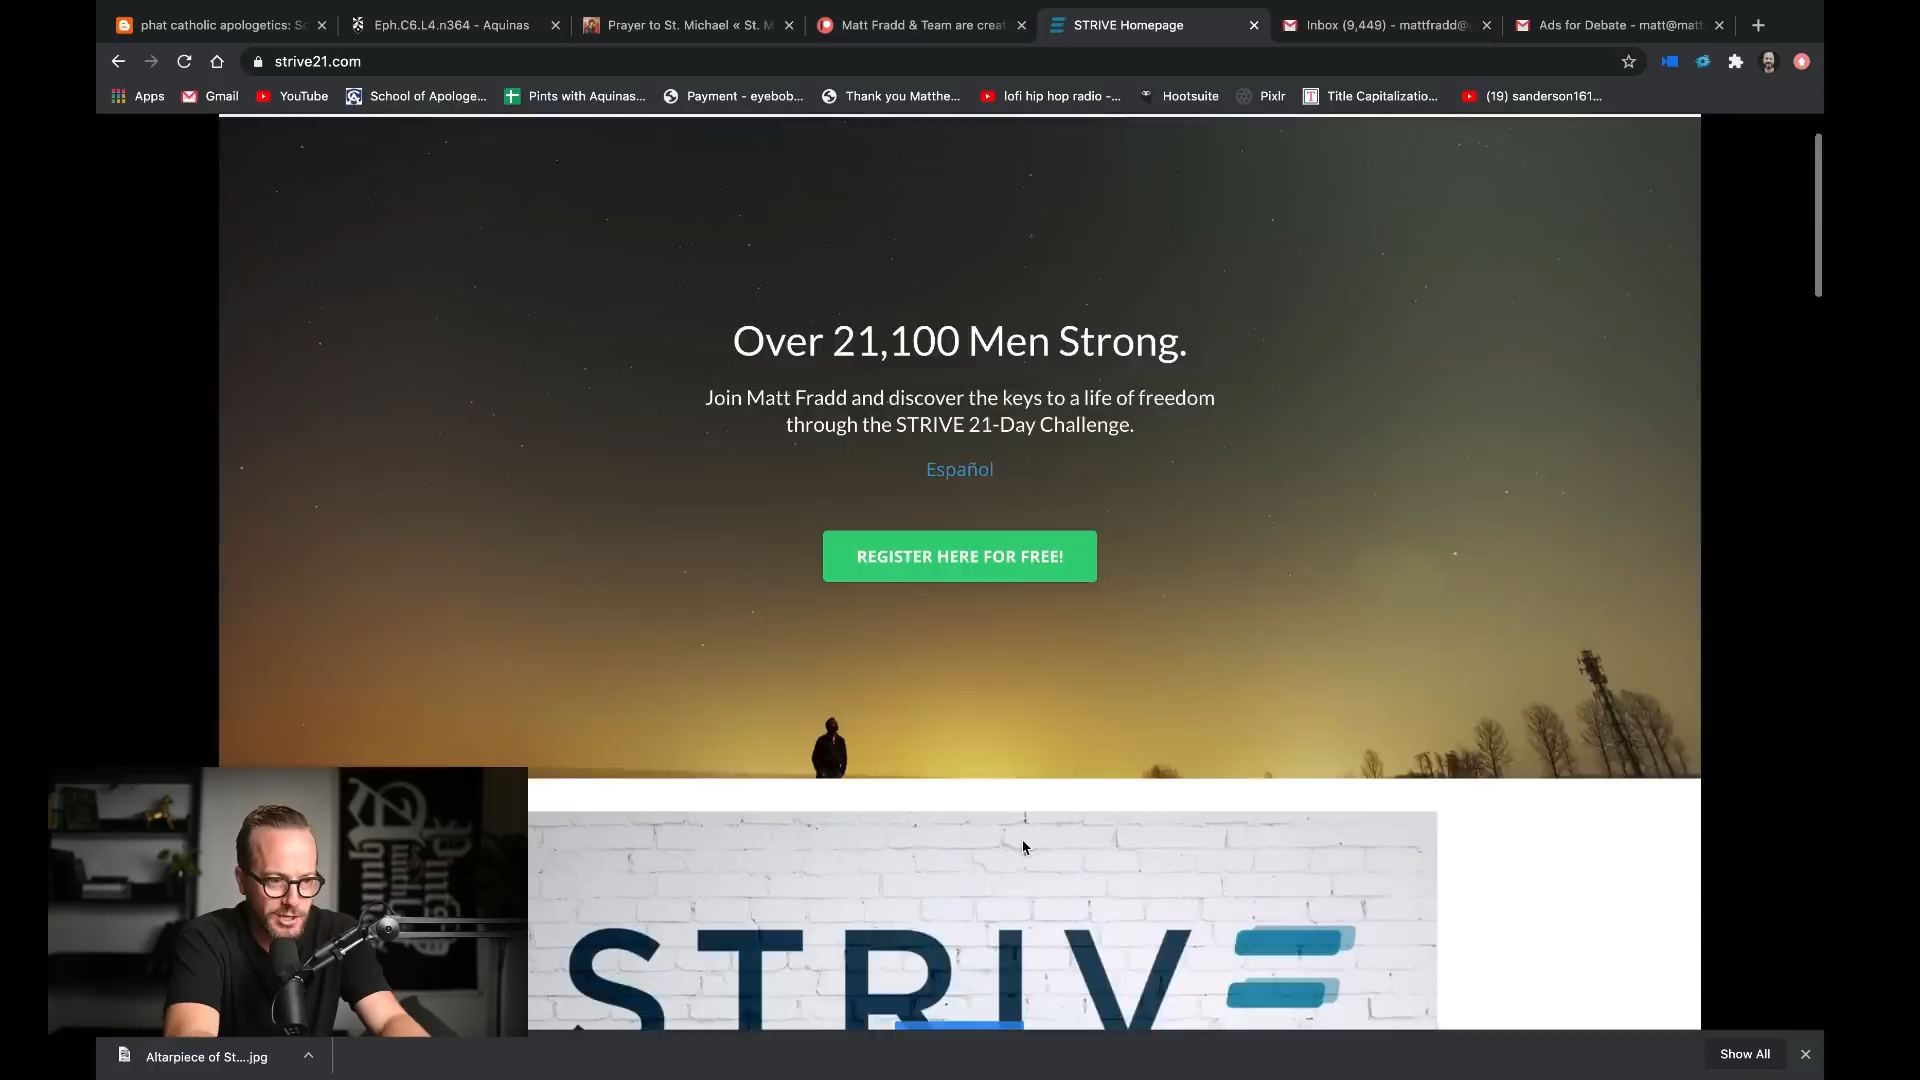 phat catholic apologetics: Sc
Eph.C6.L4.n364 - Aquinas
Prayer to St. Michael « St. M
Matt Fradd & Team are creat
STRIVE Homepage
Inbox (9,449) - mattfradd@g
Ads for Debate - matt@matt
strive21.com
Apps
Gmail
YouTube
School of Apologe...
Pints with Aquinas...
Payment - eyebob...
Thank you Matthe...
lofi hip hop radio -...
Hootsuite
Pixlr
Title Capitalizatio...
(19) sanderson161...
Over 21,100 Men Strong.
Join Matt Fradd and discover the keys to a life of freedom
through the STRIVE 21-Day Challenge.
Español
REGISTER HERE FOR FREE!
STRIVE
Pints
with
Aquinas
Altarpiece of St....jpg
Show All